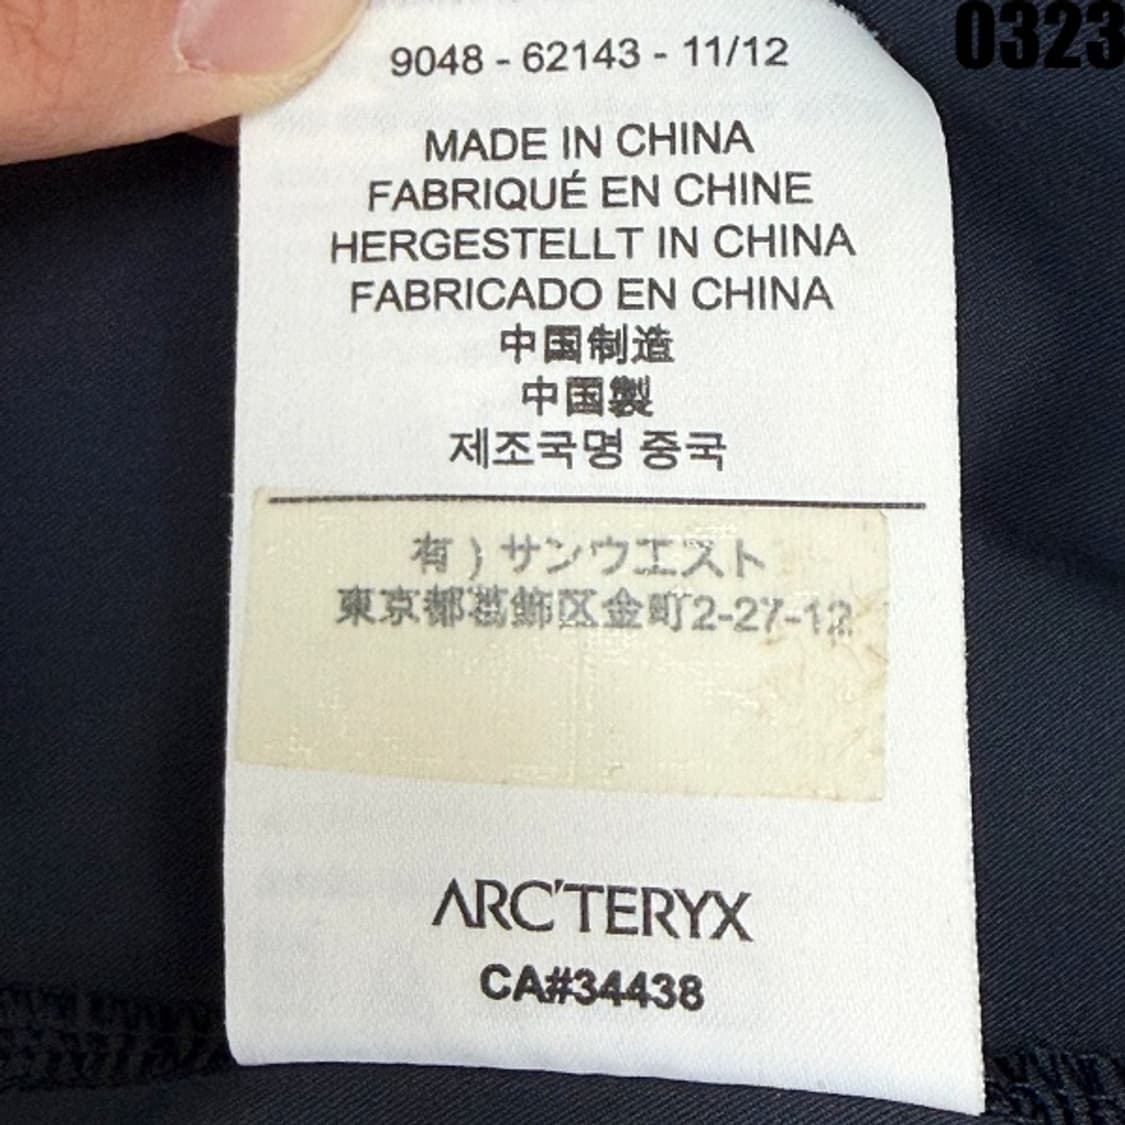 0323
9048 - 62143 - 11/12
MADE IN CHINA
FABRIQUÉ EN CHINE
HERGESTELLT IN CHINA
FABRICADO EN CHINA
中国制造
中国製
제조국명 중국
有）サンウエスト
東京都葛飾区金町2-27-12
ARC'TERYX
CA#34438